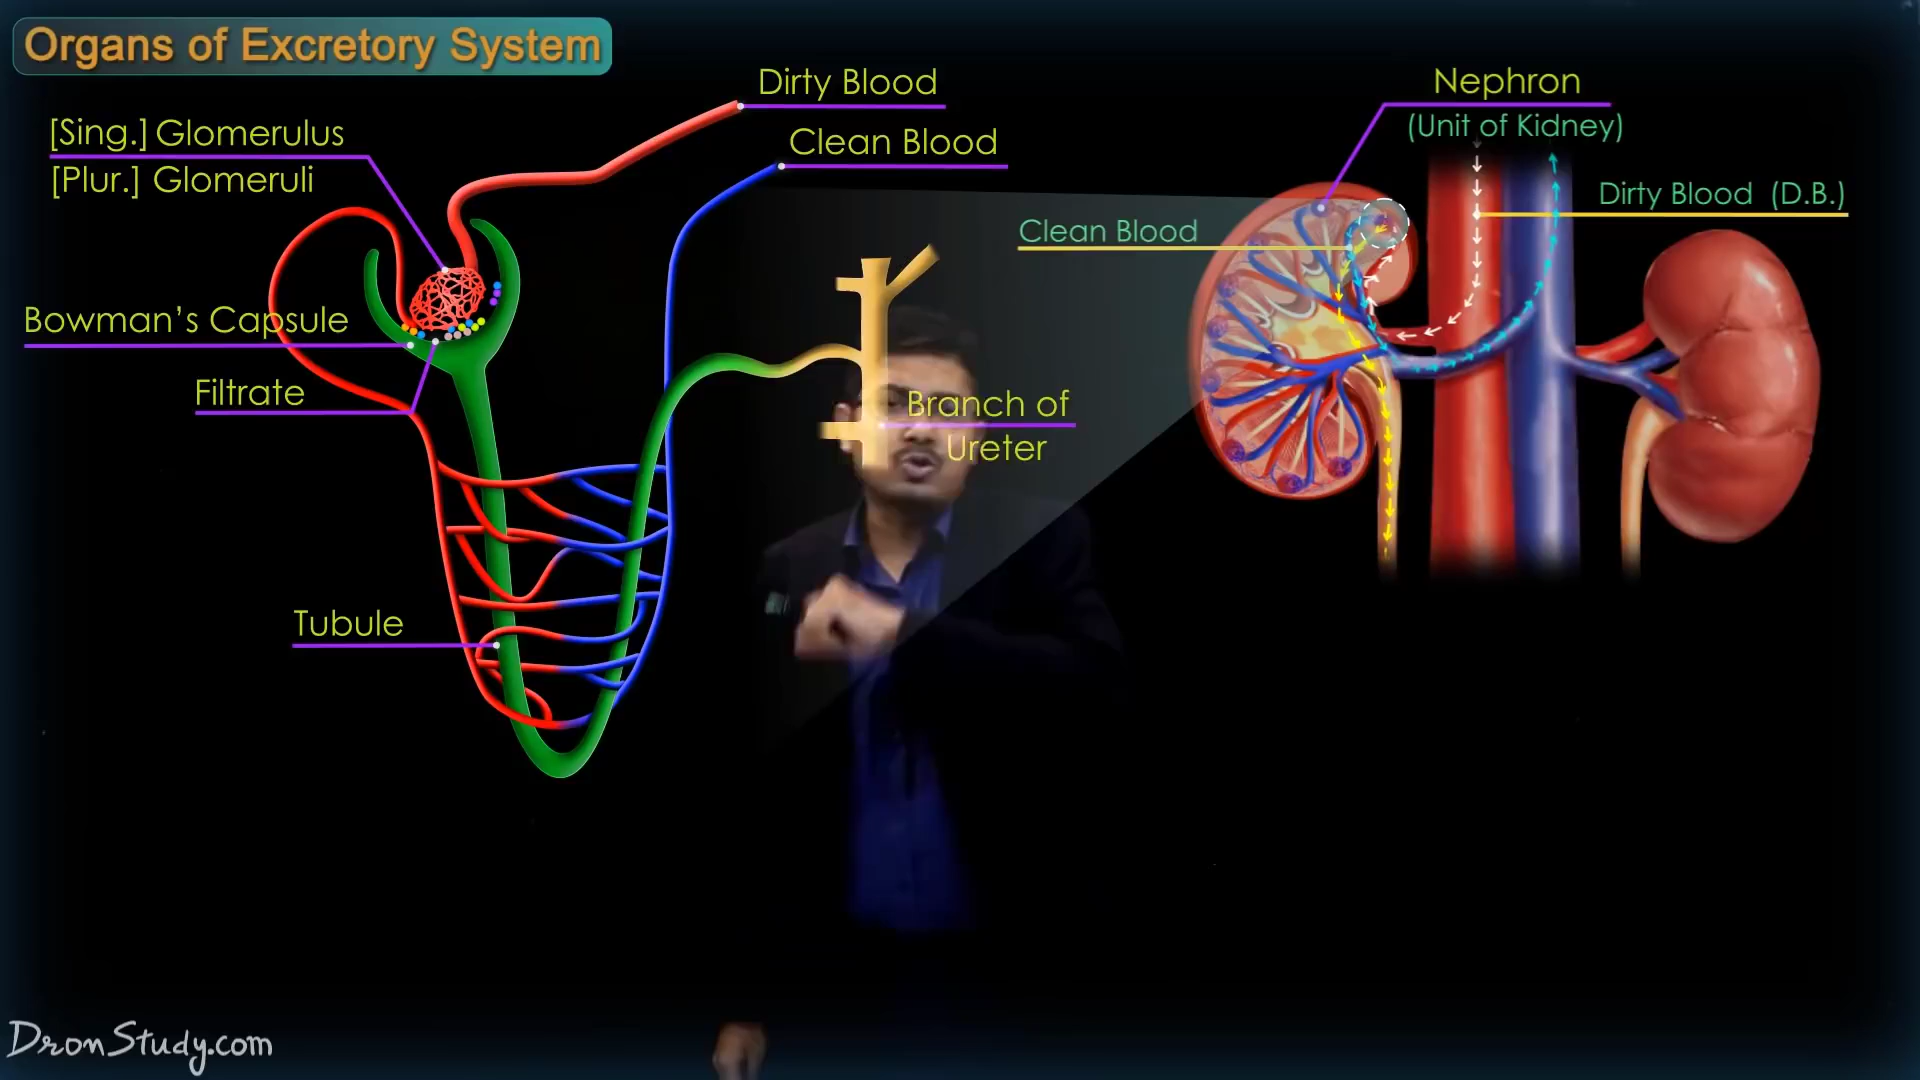 Organs of Excretory System
Dirty Blood
Clean Blood
[Sing.] Glomerulus
[Plur.] Glomeruli
Bowman's Capsule
Filtrate
Tubule
Branch of
Ureter
Nephron
(Unit of Kidney)
Dirty Blood (D.B.)
Clean Blood
DronStudy.com